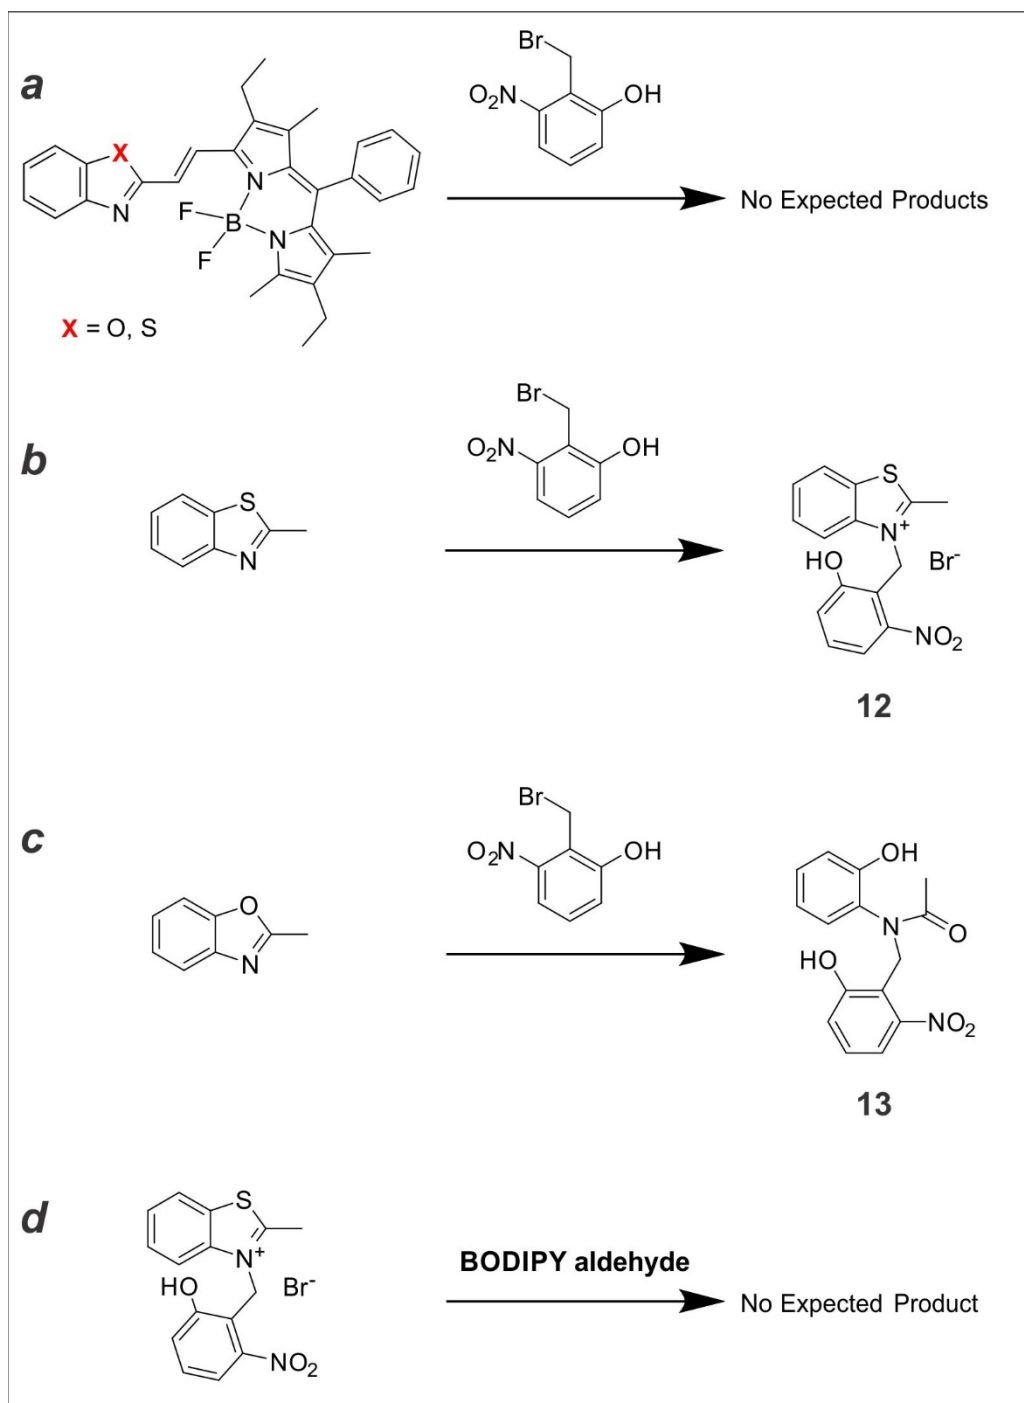 a
Br
O₂N
OH
X
N
N
F
B
N
F
No Expected Products
X = O, S
b
Br
O₂N
OH
S
N
S
N⁺
HO
Br⁻
NO₂
12
c
Br
O₂N
OH
O
N
OH
N
O
HO
NO₂
13
d
S
N⁺
HO
Br⁻
NO₂
BODIPY aldehyde
No Expected Product